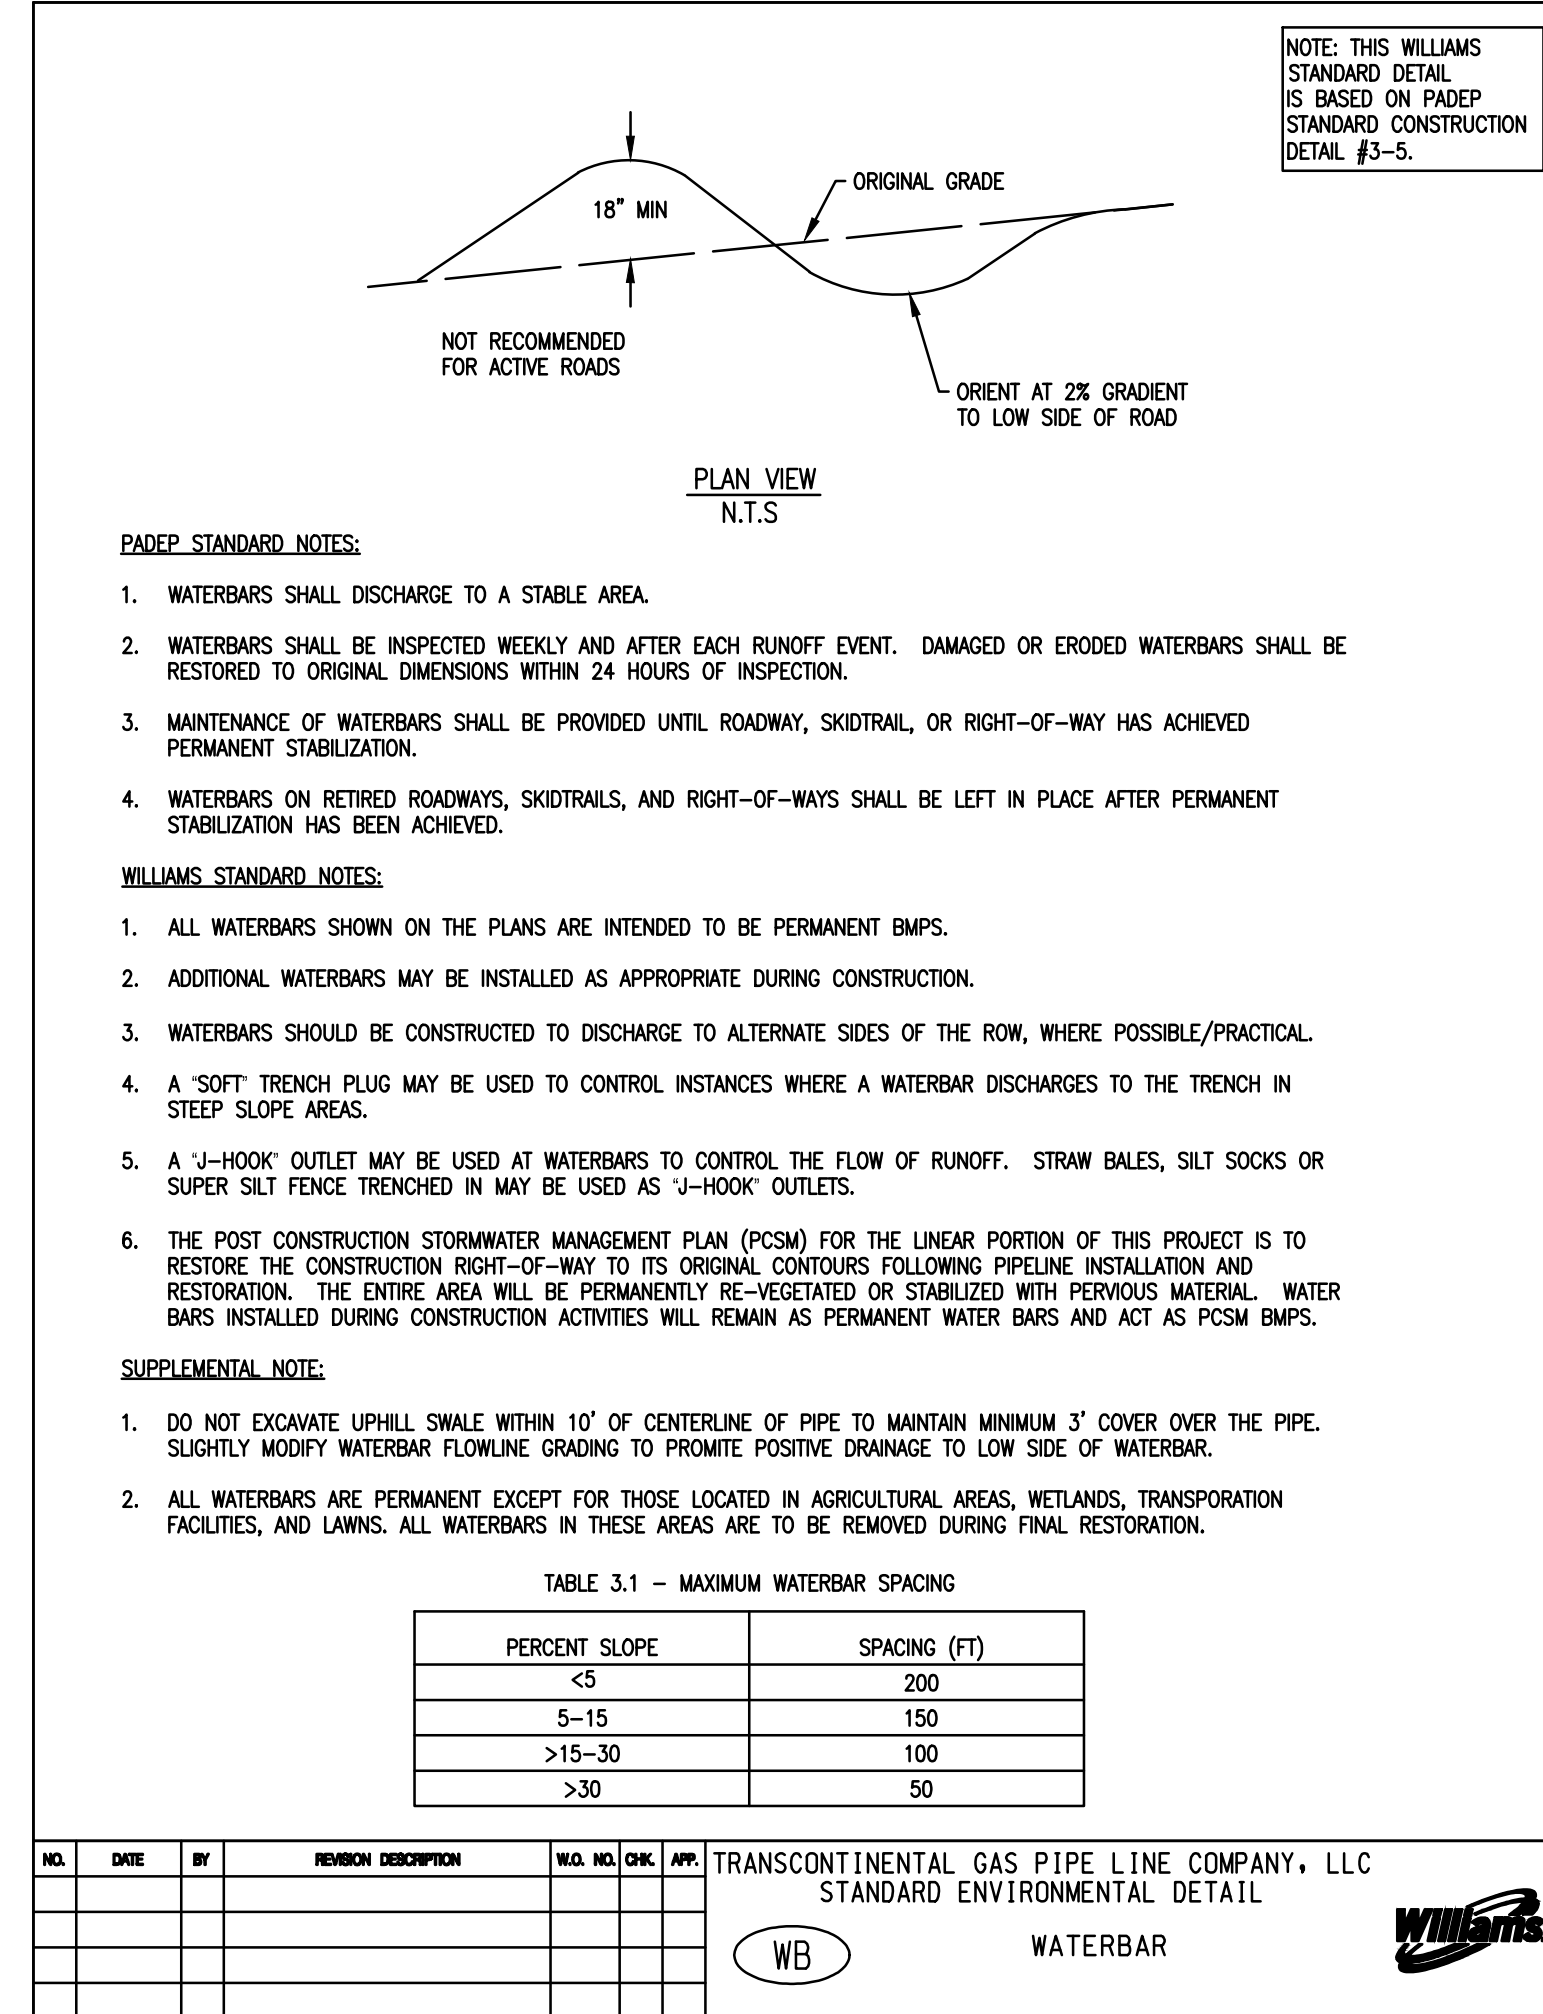 NOTE: THIS WILLIAMS
STANDARD DETAIL
IS BASED ON PADEP
STANDARD CONSTRUCTION
DETAIL #3-5.
ORIGINAL GRADE
18" MIN
NOT RECOMMENDED
FOR ACTIVE ROADS
ORIENT AT 2% GRADIENT
TO LOW SIDE OF ROAD
PLAN VIEW
N.T.S
PADEP STANDARD NOTES:
1. WATERBARS SHALL DISCHARGE TO A STABLE AREA.
2. WATERBARS SHALL BE INSPECTED WEEKLY AND AFTER EACH RUNOFF EVENT. DAMAGED OR ERODED WATERBARS SHALL BE
RESTORED TO ORIGINAL DIMENSIONS WITHIN 24 HOURS OF INSPECTION.
3. MAINTENANCE OF WATERBARS SHALL BE PROVIDED UNTIL ROADWAY, SKIDTRAIL, OR RIGHT-OF-WAY HAS ACHIEVED
PERMANENT STABILIZATION.
4. WATERBARS ON RETIRED ROADWAYS, SKIDTRAILS, AND RIGHT-OF-WAYS SHALL BE LEFT IN PLACE AFTER PERMANENT
STABILIZATION HAS BEEN ACHIEVED.
WILLIAMS STANDARD NOTES:
1. ALL WATERBARS SHOWN ON THE PLANS ARE INTENDED TO BE PERMANENT BMPS.
2. ADDITIONAL WATERBARS MAY BE INSTALLED AS APPROPRIATE DURING CONSTRUCTION.
3. WATERBARS SHOULD BE CONSTRUCTED TO DISCHARGE TO ALTERNATE SIDES OF THE ROW, WHERE POSSIBLE/PRACTICAL.
4. A "SOFT" TRENCH PLUG MAY BE USED TO CONTROL INSTANCES WHERE A WATERBAR DISCHARGES TO THE TRENCH IN
STEEP SLOPE AREAS.
5. A "J-HOOK" OUTLET MAY BE USED AT WATERBARS TO CONTROL THE FLOW OF RUNOFF. STRAW BALES, SILT SOCKS OR
SUPER SILT FENCE TRENCHED IN MAY BE USED AS "J-HOOK" OUTLETS.
6. THE POST CONSTRUCTION STORMWATER MANAGEMENT PLAN (PCSM) FOR THE LINEAR PORTION OF THIS PROJECT IS TO
RESTORE THE CONSTRUCTION RIGHT-OF-WAY TO ITS ORIGINAL CONTOURS FOLLOWING PIPELINE INSTALLATION AND
RESTORATION. THE ENTIRE AREA WILL BE PERMANENTLY RE-VEGETATED OR STABILIZED WITH PERVIOUS MATERIAL. WATER
BARS INSTALLED DURING CONSTRUCTION ACTIVITIES WILL REMAIN AS PERMANENT WATER BARS AND ACT AS PCSM BMPS.
SUPPLEMENTAL NOTE:
1. DO NOT EXCAVATE UPHILL SWALE WITHIN 10' OF CENTERLINE OF PIPE TO MAINTAIN MINIMUM 3' COVER OVER THE PIPE.
SLIGHTLY MODIFY WATERBAR FLOWLINE GRADING TO PROMITE POSITIVE DRAINAGE TO LOW SIDE OF WATERBAR.
2. ALL WATERBARS ARE PERMANENT EXCEPT FOR THOSE LOCATED IN AGRICULTURAL AREAS, WETLANDS, TRANSPORATION
FACILITIES, AND LAWNS. ALL WATERBARS IN THESE AREAS ARE TO BE REMOVED DURING FINAL RESTORATION.
TABLE 3.1 - MAXIMUM WATERBAR SPACING
PERCENT SLOPE SPACING (FT)
<5 200
5-15 150
>15-30 100
>30 50
NO. DATE BY REVISION DESCRIPTION W.O. NO. CHK. APP.
TRANSCONTINENTAL GAS PIPE LINE COMPANY, LLC
STANDARD ENVIRONMENTAL DETAIL
WB WATERBAR
Williams